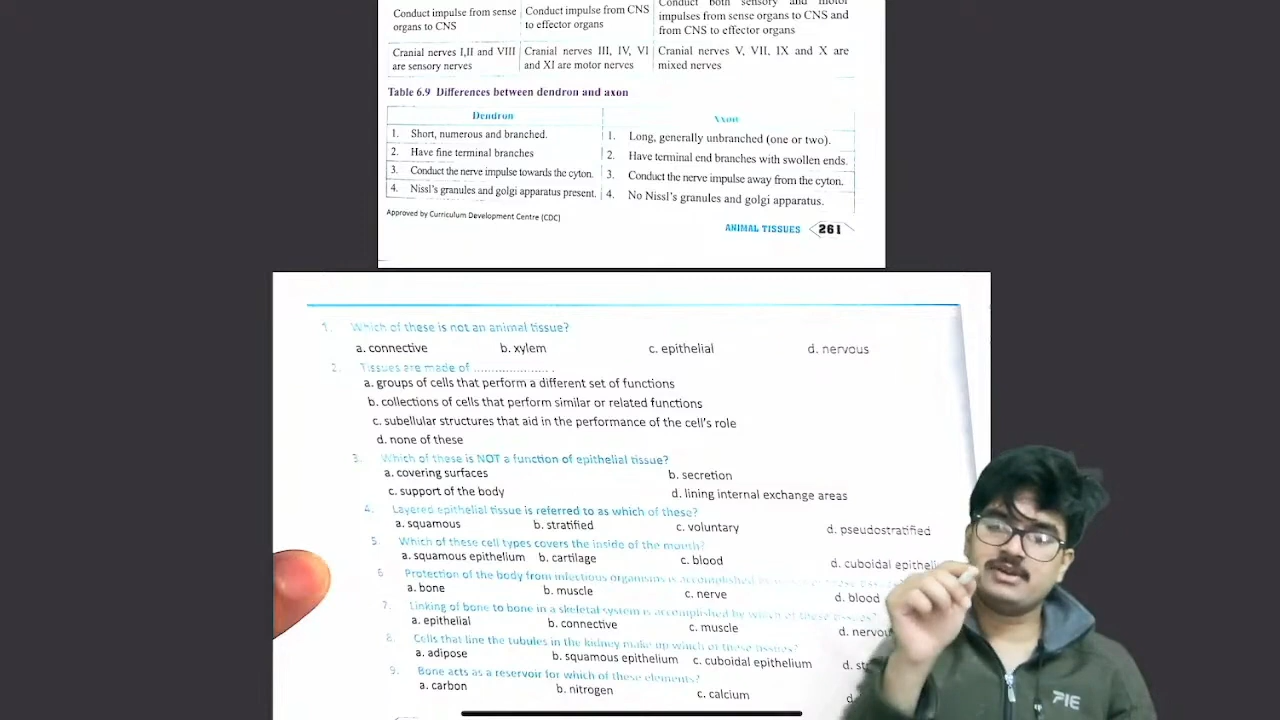 Conduct impulse from sense organs to CNS
Conduct impulse from CNS to effector organs
Conduct both sensory and motor impulses from sense organs to CNS and from CNS to effector organs
Cranial nerves I,II and VIII are sensory nerves
Cranial nerves III, IV, VI and XI are motor nerves
Cranial nerves V, VII, IX and X are mixed nerves
Table 6.9 Differences between dendron and axon
Dendron
Axon
1. Short, numerous and branched.
1. Long, generally unbranched (one or two).
2. Have fine terminal branches
2. Have terminal end branches with swollen ends.
3. Conduct the nerve impulse towards the cyton.
3. Conduct the nerve impulse away from the cyton.
4. Nissl's granules and golgi apparatus present.
4. No Nissl's granules and golgi apparatus.
Approved by Curriculum Development Centre (CDC)
ANIMAL TISSUES 261
1. Which of these is not an animal tissue?
a. connective b. xylem c. epithelial d. nervous
2. Tissues are made of ....................
a. groups of cells that perform a different set of functions
b. collections of cells that perform similar or related functions
c. subellular structures that aid in the performance of the cell's role
d. none of these
3. Which of these is NOT a function of epithelial tissue?
a. covering surfaces b. secretion
c. support of the body d. lining internal exchange areas
4. Layered epithelial tissue is referred to as which of these?
a. squamous b. stratified c. voluntary d. pseudostratified
5. Which of these cell types covers the inside of the mouth?
a. squamous epithelium b. cartilage c. blood d. cuboidal
6 Protection of the body from infectious organisms is accomplished
a. bone b. muscle c. nerve d. blood
7. Linking of bone to bone in a skeletal system is accomplished by which of these tissues?
a. epithelial b. connective c. muscle d.
8. Cells that line the tubules in the kidney make up which of these tissues?
a. adipose b. squamous epithelium c. cuboidal epithelium d.
9. Bone acts as a reservoir for which of these elements?
a. carbon b. nitrogen c. calcium d
PIE